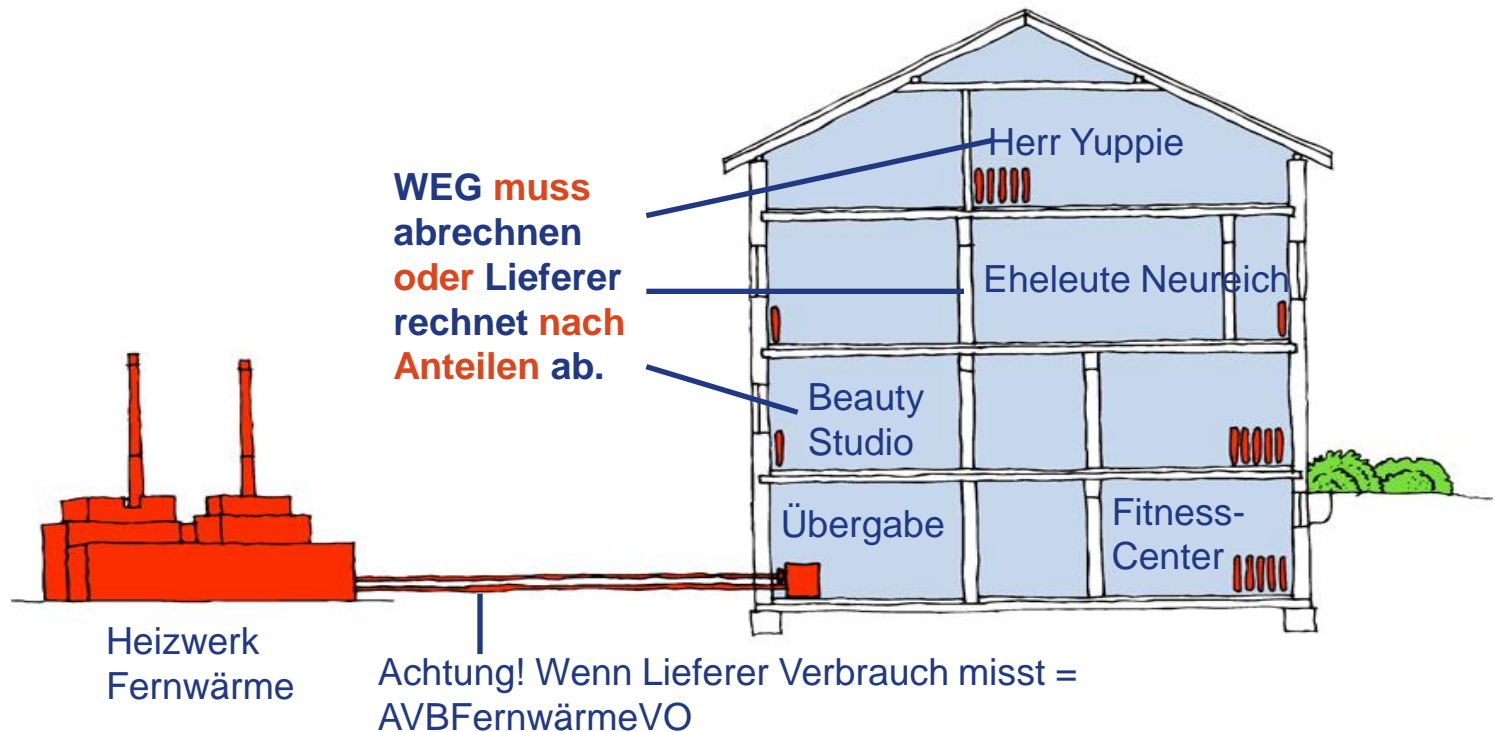 Herr Yuppie
WEG muss
abrechnen
oder Lieferer
rechnet nach
Anteilen ab.
Eheleute Neureich
Beauty
Studio
Übergabe
Fitness-
Center
Heizwerk
Fernwärme
Achtung! Wenn Lieferer Verbrauch misst =
AVBFernwärmeVO